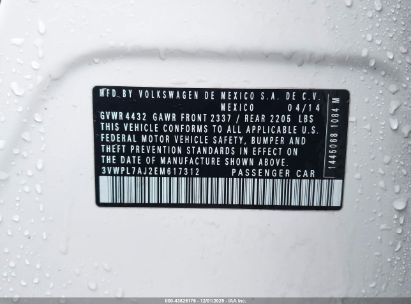 MFD. BY VOLKSWAGEN DE MEXICO S.A. DE C.V.
MEXICO 04/14
GVWR 4432 GAWR FRONT 2337 / REAR 2205 LBS
THIS VEHICLE CONFORMS TO ALL APPLICABLE U.S.
FEDERAL MOTOR VEHICLE SAFETY, BUMPER AND
THEFT PREVENTION STANDARDS IN EFFECT ON
THE DATE OF MANUFACTURE SHOWN ABOVE.
3VWPL7AJ2EM617312 PASSENGER CAR
1445068 1084 M